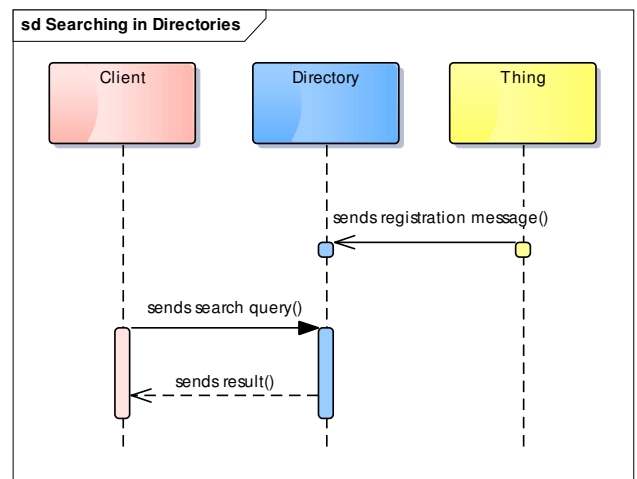 sd Searching in Directories
Client
Directory
Thing
sends registration message()
sends search query()
sends result()